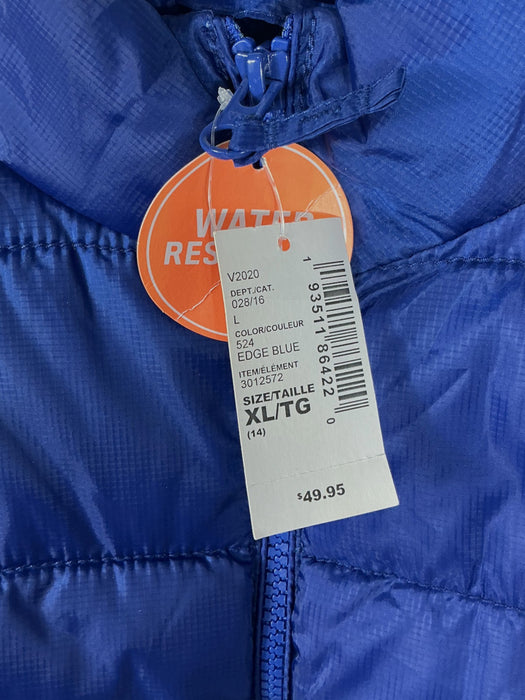 WATER
RES
V2020
DEPT./CAT.
028/16
L
COLOR/COULEUR
524
EDGE BLUE
ITEM/ÉLÉMENT
3012572
SIZE/TAILLE
XL/TG
(14)
$49.95
1 93511 86422 0